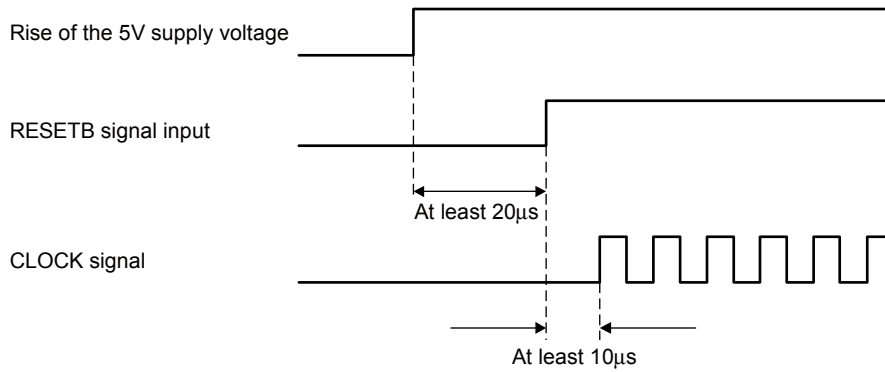 Rise of the 5V supply voltage
RESETB signal input
At least 20μs
CLOCK signal
At least 10μs